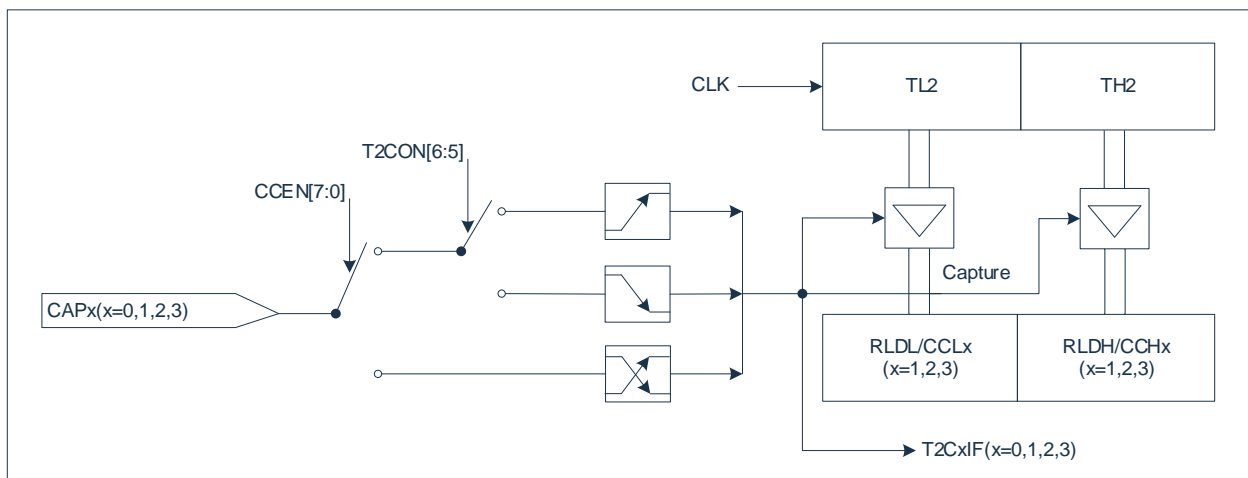 CLK
TL2
TH2
T2CON[6:5]
CCEN[7:0]
Capture
CAPx(x=0,1,2,3)
RLDL/CCLx
(x=1,2,3)
RLDH/CCHx
(x=1,2,3)
T2CxIF(x=0,1,2,3)